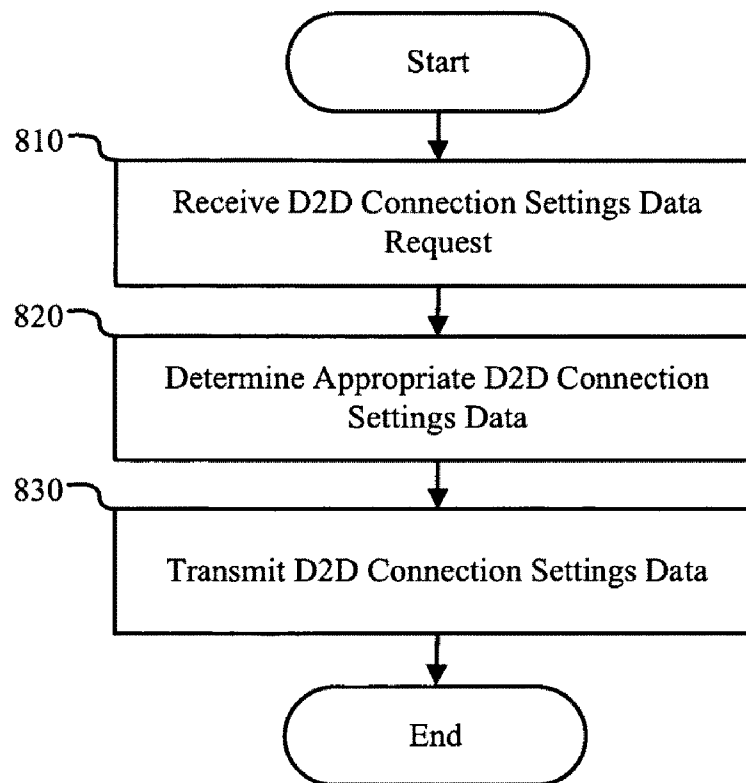 Start
810
Receive D2D Connection Settings Data
Request
820
Determine Appropriate D2D Connection
Settings Data
830
Transmit D2D Connection Settings Data
End